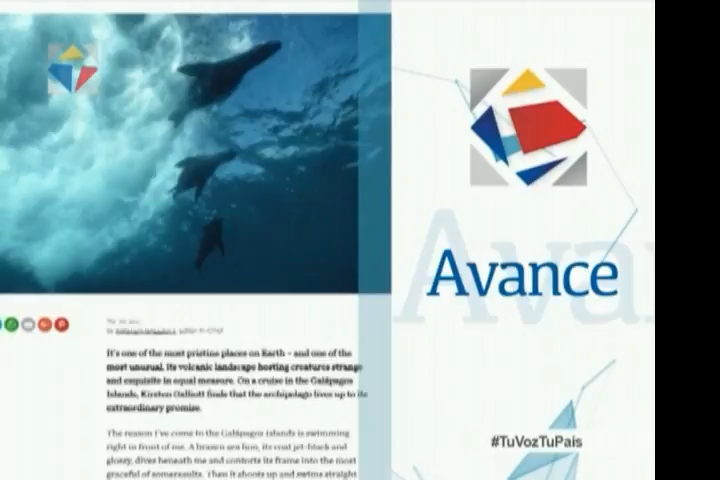 Avance
#TuVozTuPaís
It's one of the most pristine places on Earth – and one of the
most unusual, its volcanic landscape hosting creatures strange
and exquisite in equal measure. On a cruise in the Galápagos
Islands, Kirsten Galliott finds that the archipelago lives up to its
extraordinary promise.
The reason I've come to the Galápagos Islands is swimming
right in front of me. A brazen sea lion, its coat jet-black and
glossy, dives beneath me and contorts its frame into the most
graceful of somersaults. Then it shoots up and swims straight